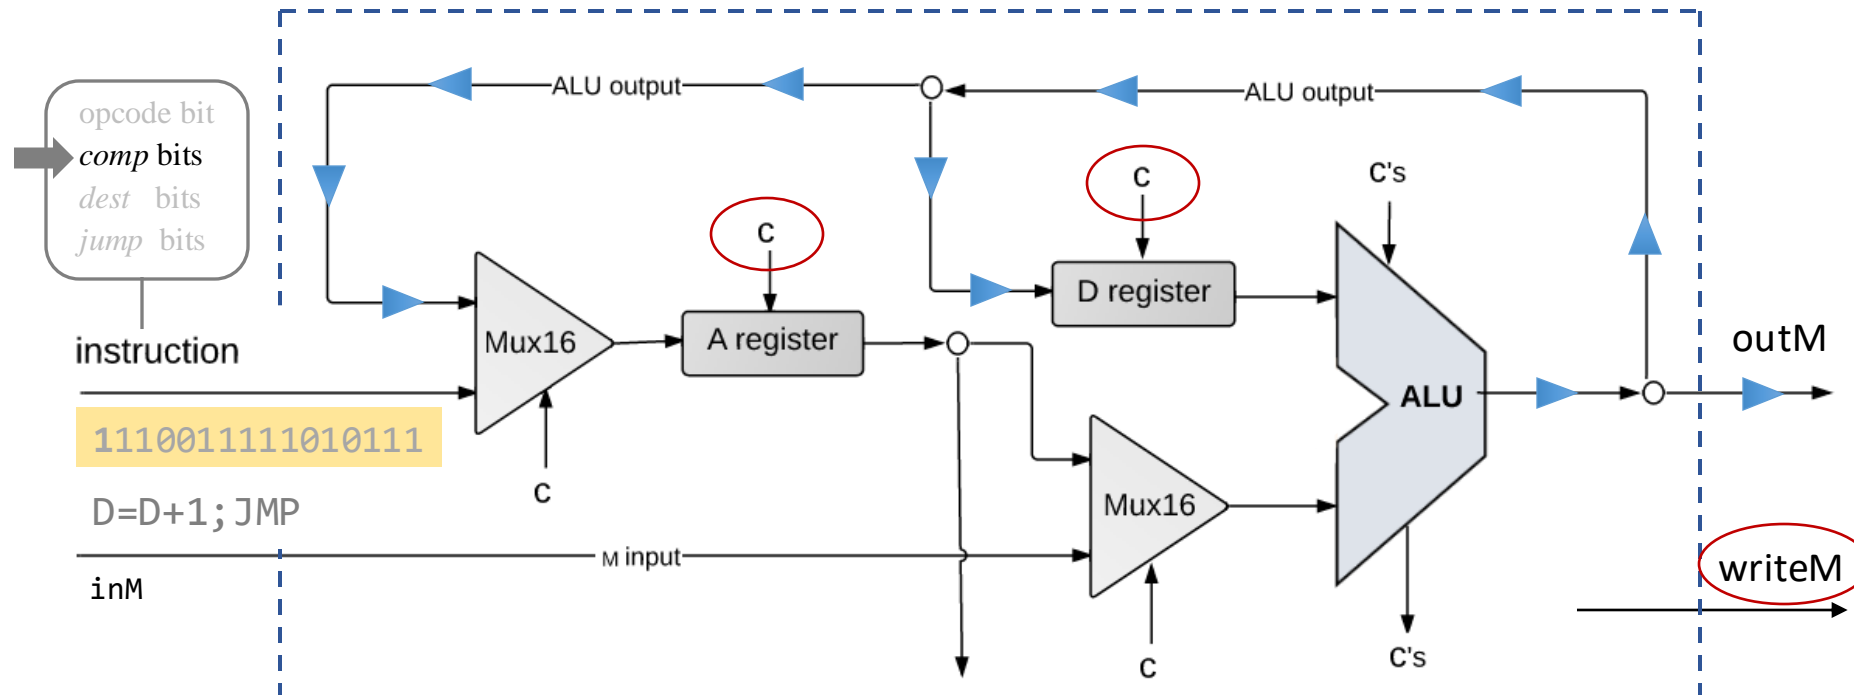 opcode bit
comp bits
dest bits
jump bits
instruction
1110011111010111
D=D+1;JMP
inM
ALU output
ALU output
c
c
c's
Mux16
A register
D register
c
ALU
outM
Mux16
M input
writeM
c
c's